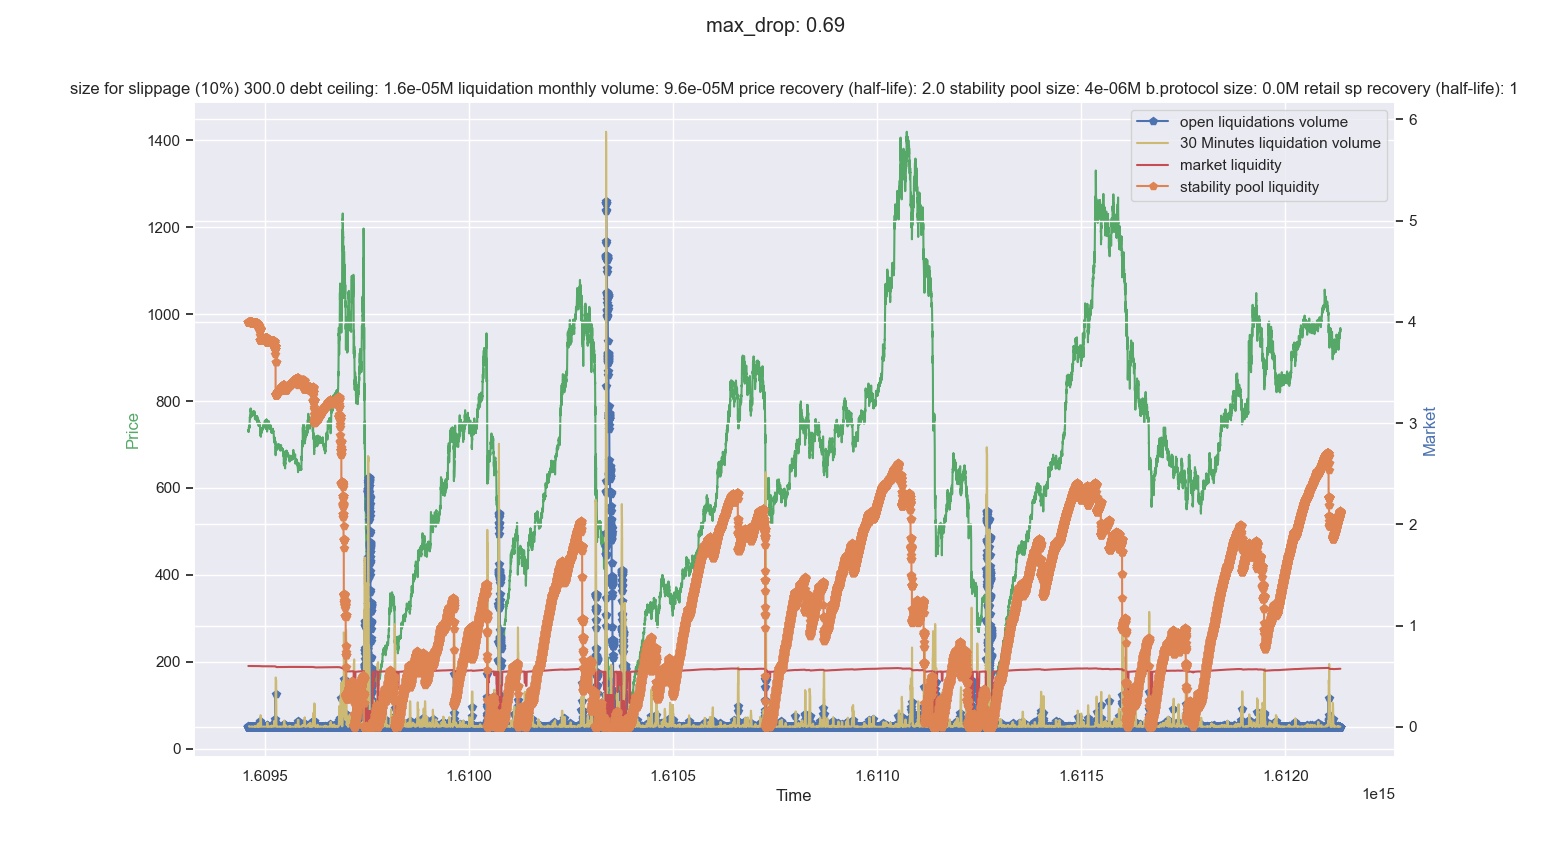 max_drop: 0.69
size for slippage (10%) 300.0 debt ceiling: 1.6e-05M liquidation monthly volume: 9.6e-05M price recovery (half-life): 2.0 stability pool size: 4e-06M b.protocol size: 0.0M retail sp recovery (half-life): 1
open liquidations volume
30 Minutes liquidation volume
market liquidity
stability pool liquidity
1400
1200
1000
800
600
400
200
0
Price
6
5
4
3
2
1
0
Market
1.6095
1.6100
1.6105
1.6110
1.6115
1.6120
1e15
Time